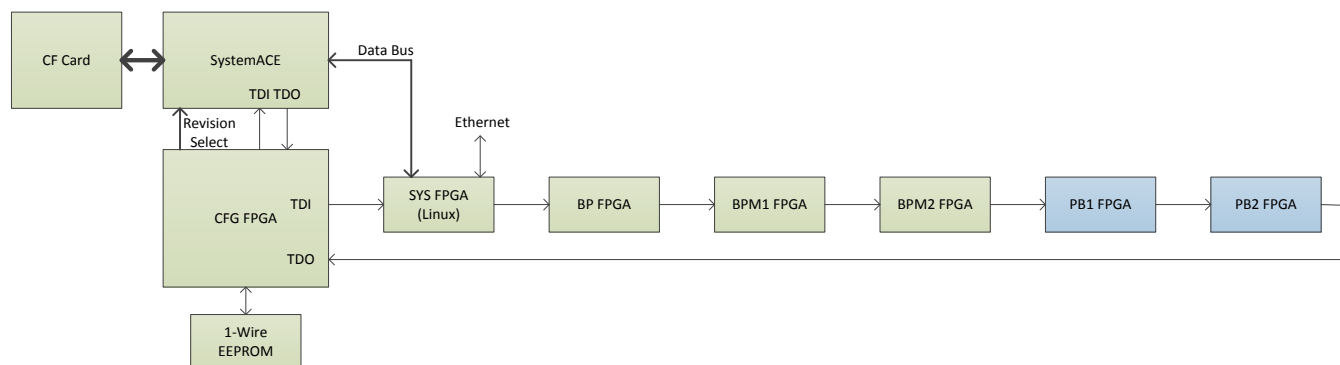 CF Card
SystemACE
Data Bus
TDI TDO
Revision
Select
Ethernet
CFG FPGA
TDI
TDO
SYS FPGA
(Linux)
BP FPGA
BPM1 FPGA
BPM2 FPGA
PB1 FPGA
PB2 FPGA
1-Wire
EEPROM